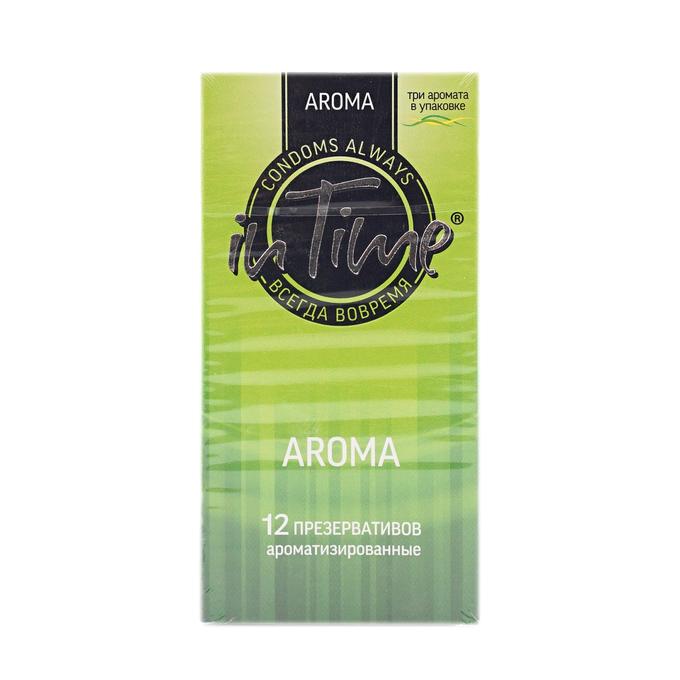 AROMA
три аромата
в упаковке
CONDOMS ALWAYS
in Time®
ВСЕГДА ВОВРЕМЯ
AROMA
12 ПРЕЗЕРВАТИВОВ
ароматизированные